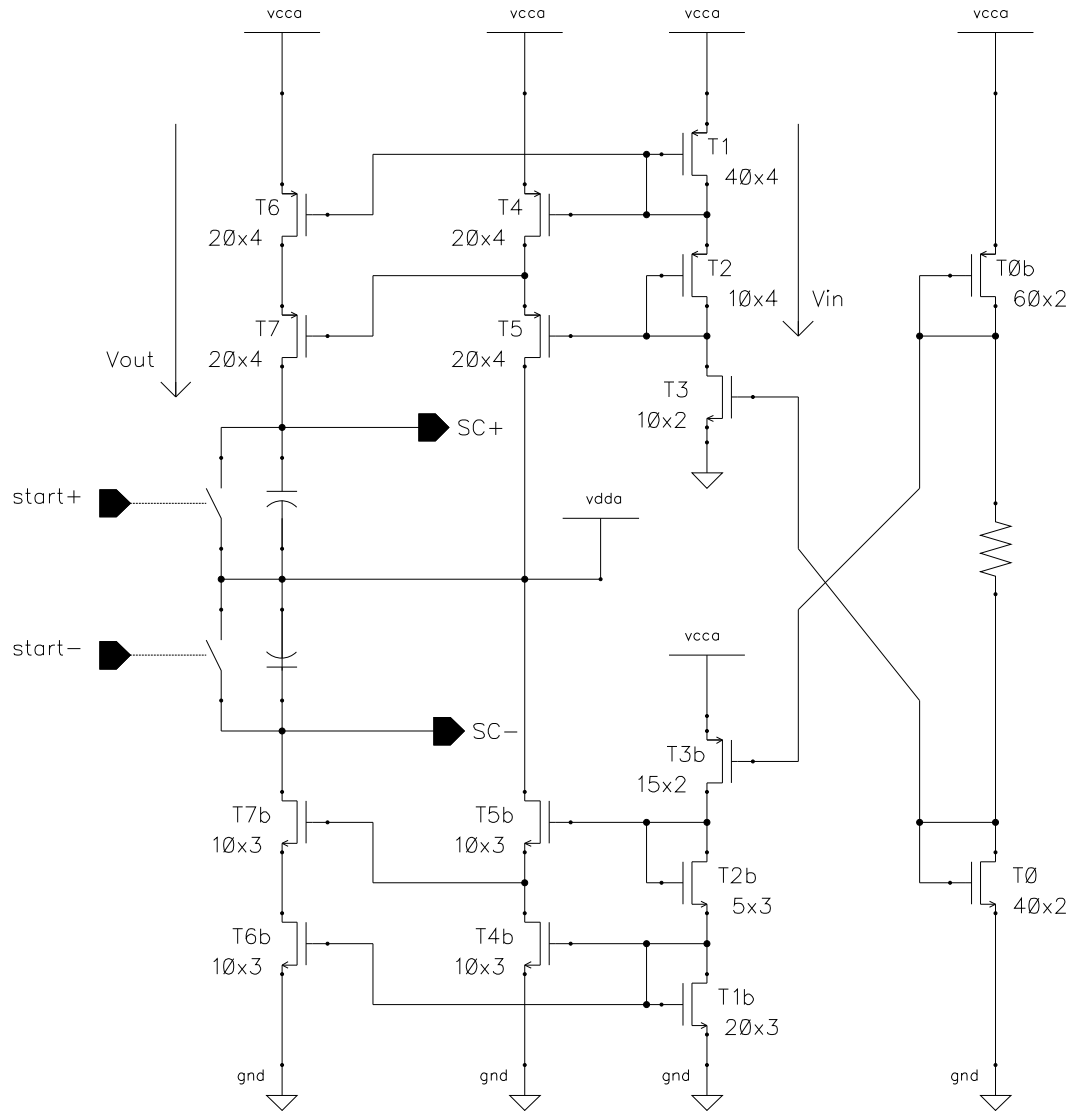 vcca vcca vcca vcca
T1
40x4
T6 T4
20x4 20x4
T2 T0b
10x4 Vin 60x2
T7 T5
Vout 20x4 20x4
T3
10x2
SC+
start+ vdda
vcca
start-
SC-
T3b
15x2
T7b T5b
10x3 10x3
T2b T0
5x3 40x2
T6b T4b
10x3 10x3
T1b
20x3
gnd gnd gnd